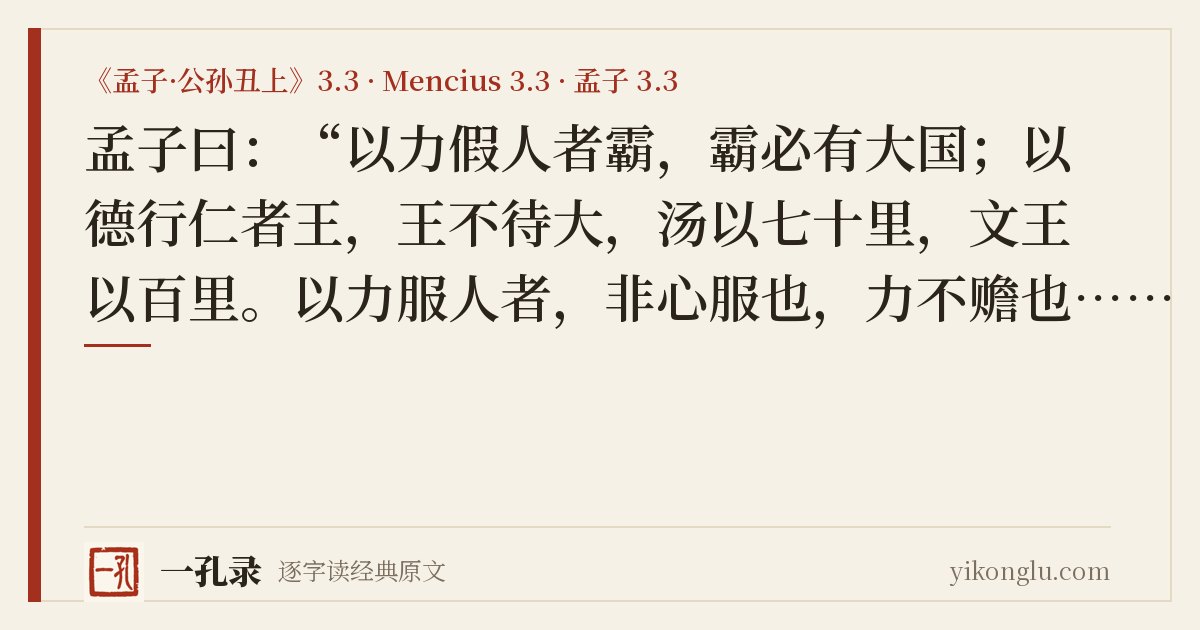 《孟子·公孙丑上》3.3 · Mencius 3.3 · 孟子 3.3
孟子曰：“以力假人者霸，霸必有大国；以
德行仁者王，王不待大，汤以七十里，文王
以百里。以力服人者，非心服也，力不赡也……
一孔
一孔录 逐字读经典原文 yikonglu.com